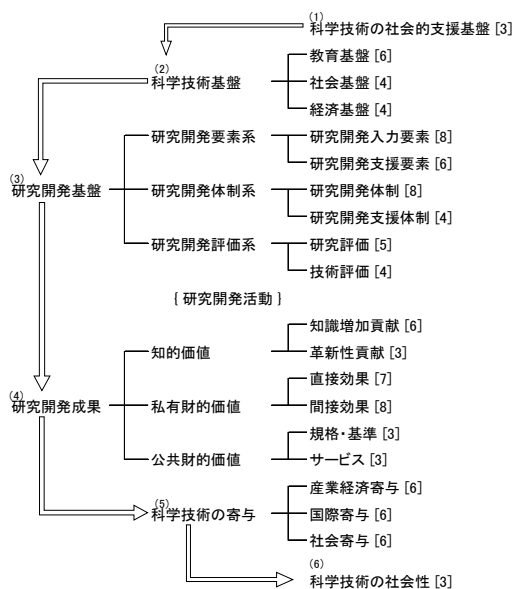 (1)
科学技術の社会的支援基盤 [3]
(2)
科学技術基盤
教育基盤 [6]
社会基盤 [4]
経済基盤 [4]
(3)
研究開発基盤
研究開発要素系
研究開発入力要素 [8]
研究開発支援要素 [6]
研究開発体制系
研究開発体制 [8]
研究開発支援体制 [4]
研究開発評価系
研究評価 [5]
技術評価 [4]
{ 研究開発活動 }
(4)
研究開発成果
知的価値
知識増加貢献 [6]
革新性貢献 [3]
私有財的価値
直接効果 [7]
間接効果 [8]
公共財的価値
規格・基準 [3]
サービス [3]
(5)
科学技術の寄与
産業経済寄与 [6]
国際寄与 [6]
社会寄与 [6]
(6)
科学技術の社会性 [3]